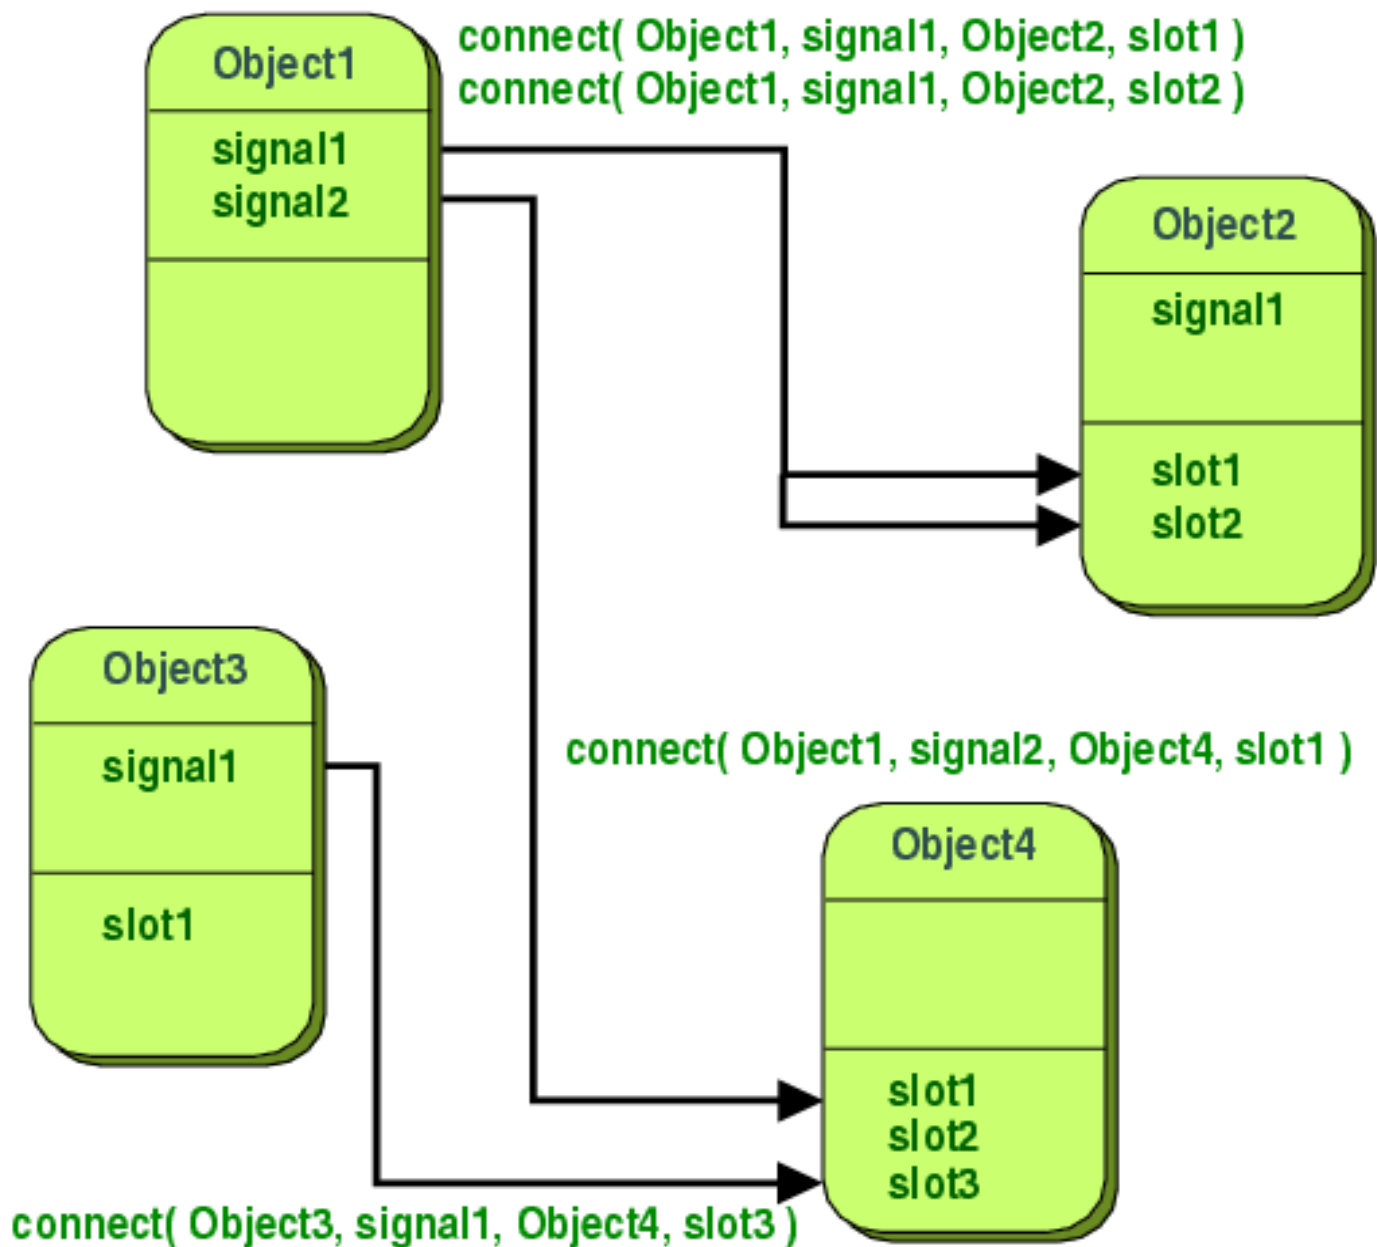 Object1
signal1
signal2
connect( Object1, signal1, Object2, slot1 )
connect( Object1, signal1, Object2, slot2 )
Object2
signal1
slot1
slot2
Object3
signal1
slot1
connect( Object1, signal2, Object4, slot1 )
Object4
slot1
slot2
slot3
connect( Object3, signal1, Object4, slot3 )